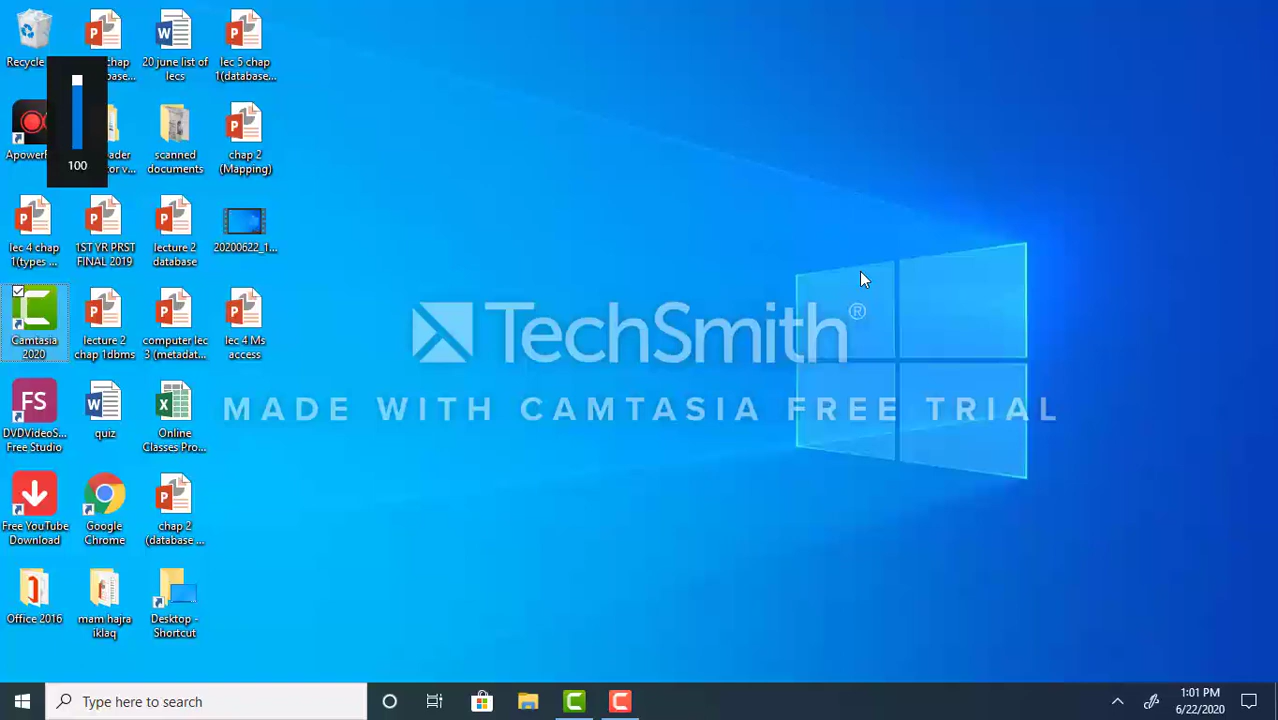 Recycle
chap
base...
20 june list of
lecs
lec 5 chap
1(database...
100
scanned
documents
chap 2
(Mapping)
lec 4 chap
1(types ...
1ST YR PRST
FINAL 2019
lecture 2
database
20200622_1...
Camtasia
2020
lecture 2
chap 1dbms
computer lec
3 (metadat...
lec 4 Ms
access
TechSmith®
MADE WITH CAMTASIA FREE TRIAL
FS
DVDVideoS...
Free Studio
quiz
Online
Classes Pro...
Free YouTube
Download
Google
Chrome
chap 2
(database ...
Office 2016
mam hajra
iklaq
Desktop -
Shortcut
Type here to search
1:01 PM
6/22/2020